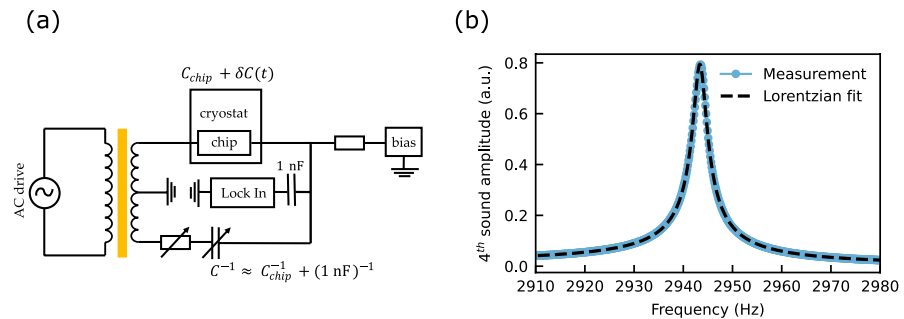 (a)
(b)
C_chip + δC(t)
cryostat
chip
bias
1 nF
Lock In
AC drive
C⁻¹ ≈ C_chip⁻¹ + (1 nF)⁻¹
4ᵗʰ sound amplitude (a.u.)
0.8
0.6
0.4
0.2
0.0
Measurement
Lorentzian fit
2910 2920 2930 2940 2950 2960 2970 2980
Frequency (Hz)